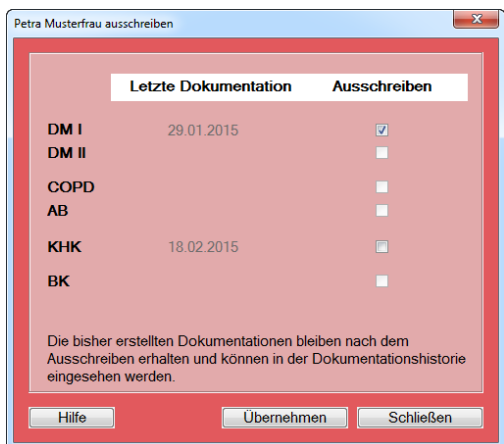 Petra Musterfrau ausschreiben
Letzte Dokumentation Ausschreiben
DM I 29.01.2015
DM II
COPD
AB
KHK 18.02.2015
BK
Die bisher erstellten Dokumentationen bleiben nach dem
Ausschreiben erhalten und können in der Dokumentationshistorie
eingesehen werden.
Hilfe Übernehmen Schließen